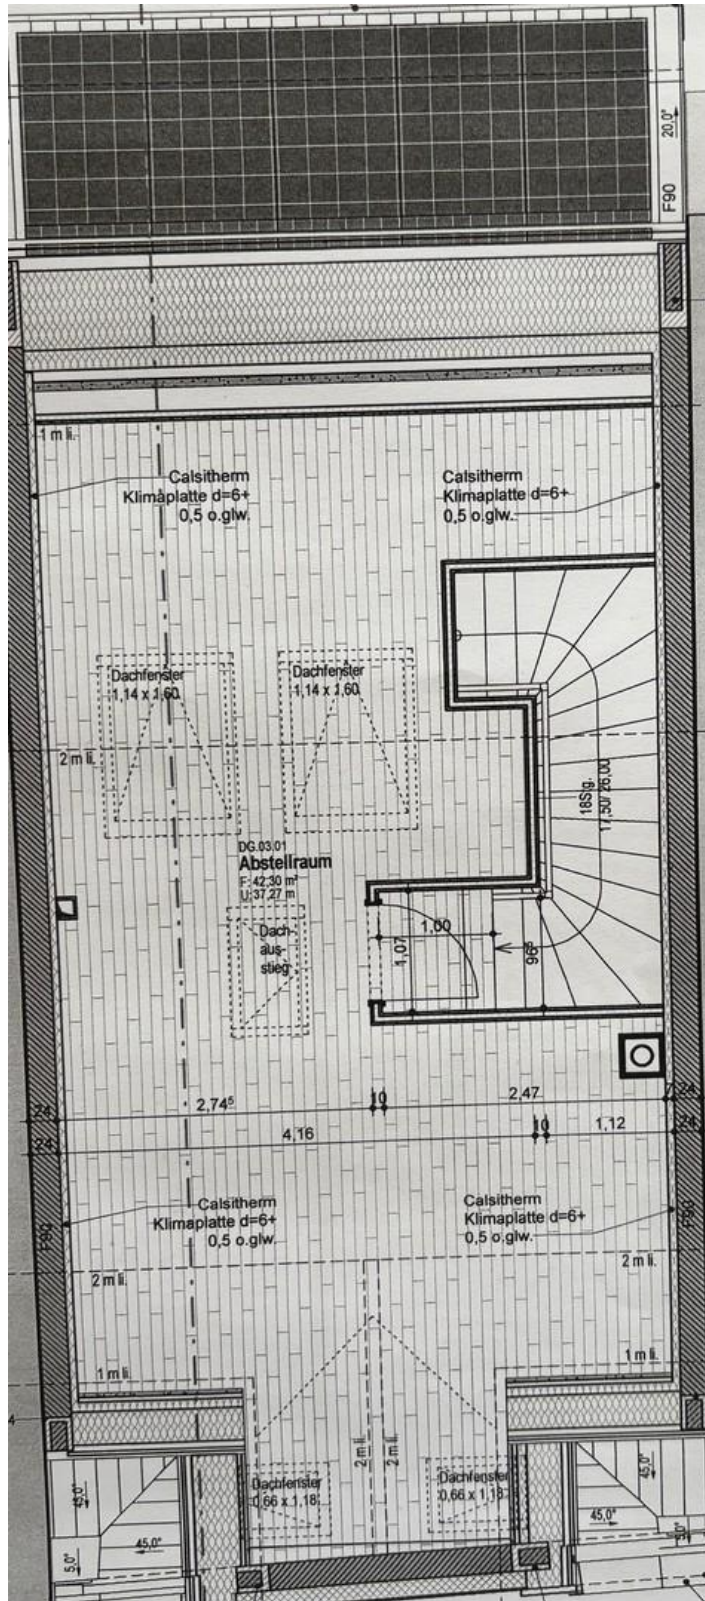 20,0°
F90
1 m li.
Calsitherm
Klimaplatte d=6+
0,5 o.glw.
Calsitherm
Klimaplatte d=6+
0,5 o.glw.
Dachfenster
1,14 x 1,60
Dachfenster
1,14 x 1,60
2 m li.
18Stg.
17,50/ 26,00
DG.03.01
Abstellraum
F: 42,30 m²
U: 37,27 m
Dach-
aus-
stieg
1,00
1,07
96⁵
24
2,74⁵
10
2,47
7
24
24
4,16
10
1,12
24
Calsitherm
Klimaplatte d=6+
0,5 o.glw.
Calsitherm
Klimaplatte d=6+
0,5 o.glw.
F90
F90
2 m li.
2 m li.
1 m li.
1 m li.
2 m li.
2 m li.
Dachfenster
0,66 x 1,18
Dachfenster
0,66 x 1,18
45,0°
45,0°
5,0°
45,0°
45,0°
5,0°